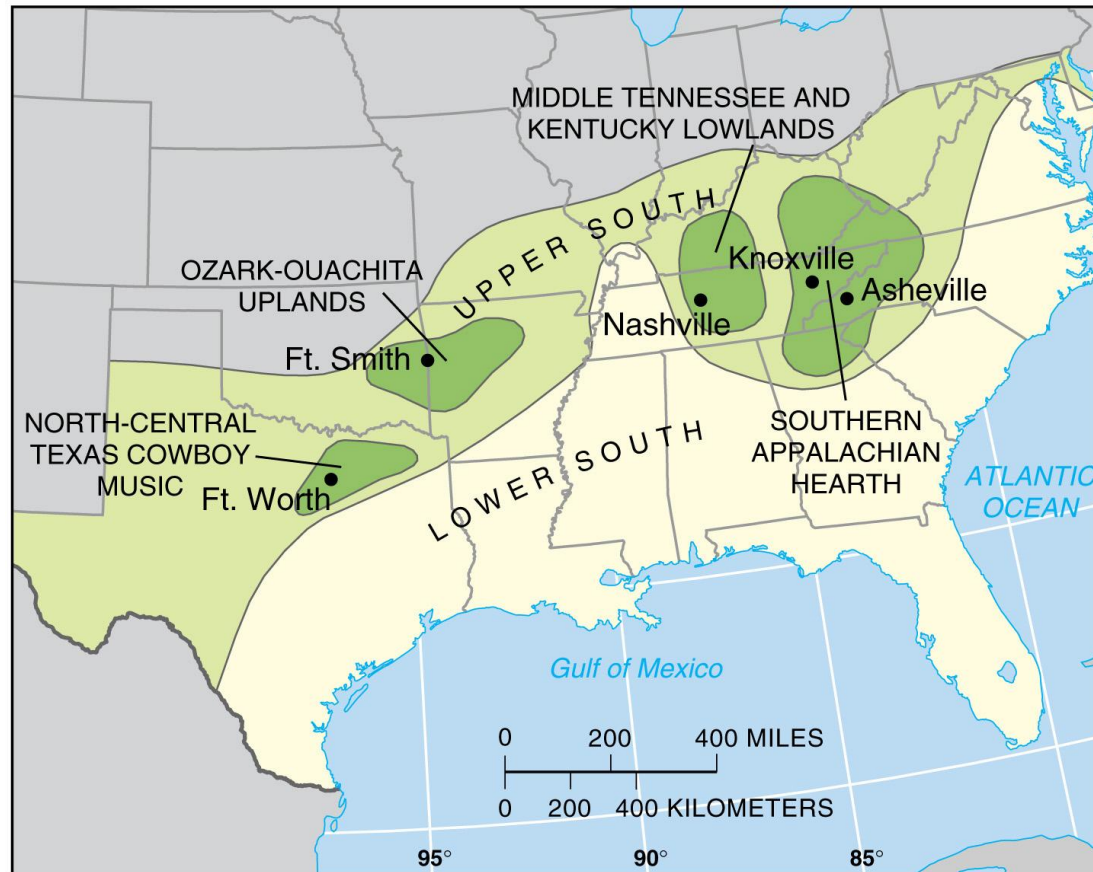 MIDDLE TENNESSEE AND
KENTUCKY LOWLANDS
UPPER SOUTH
OZARK-OUACHITA
UPLANDS
Knoxville
Asheville
Nashville
Ft. Smith
NORTH-CENTRAL
TEXAS COWBOY
MUSIC
Ft. Worth
LOWER SOUTH
SOUTHERN
APPALACHIAN
HEARTH
ATLANTIC
OCEAN
Gulf of Mexico
0 200 400 MILES
0 200 400 KILOMETERS
95° 90° 85°